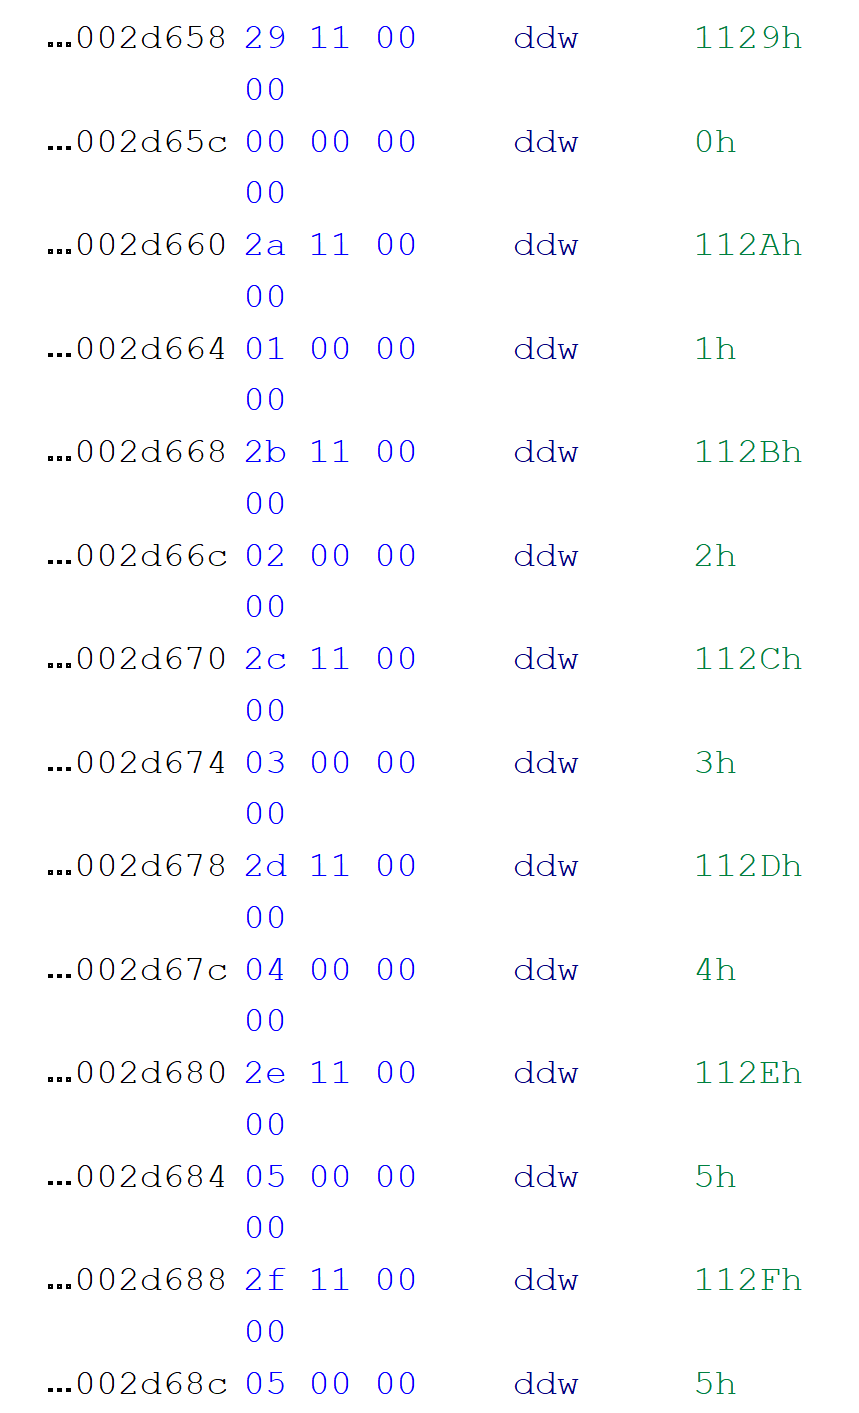 ...002d658 29 11 00 ddw 1129h
00
...002d65c 00 00 00 ddw 0h
00
...002d660 2a 11 00 ddw 112Ah
00
...002d664 01 00 00 ddw 1h
00
...002d668 2b 11 00 ddw 112Bh
00
...002d66c 02 00 00 ddw 2h
00
...002d670 2c 11 00 ddw 112Ch
00
...002d674 03 00 00 ddw 3h
00
...002d678 2d 11 00 ddw 112Dh
00
...002d67c 04 00 00 ddw 4h
00
...002d680 2e 11 00 ddw 112Eh
00
...002d684 05 00 00 ddw 5h
00
...002d688 2f 11 00 ddw 112Fh
00
...002d68c 05 00 00 ddw 5h